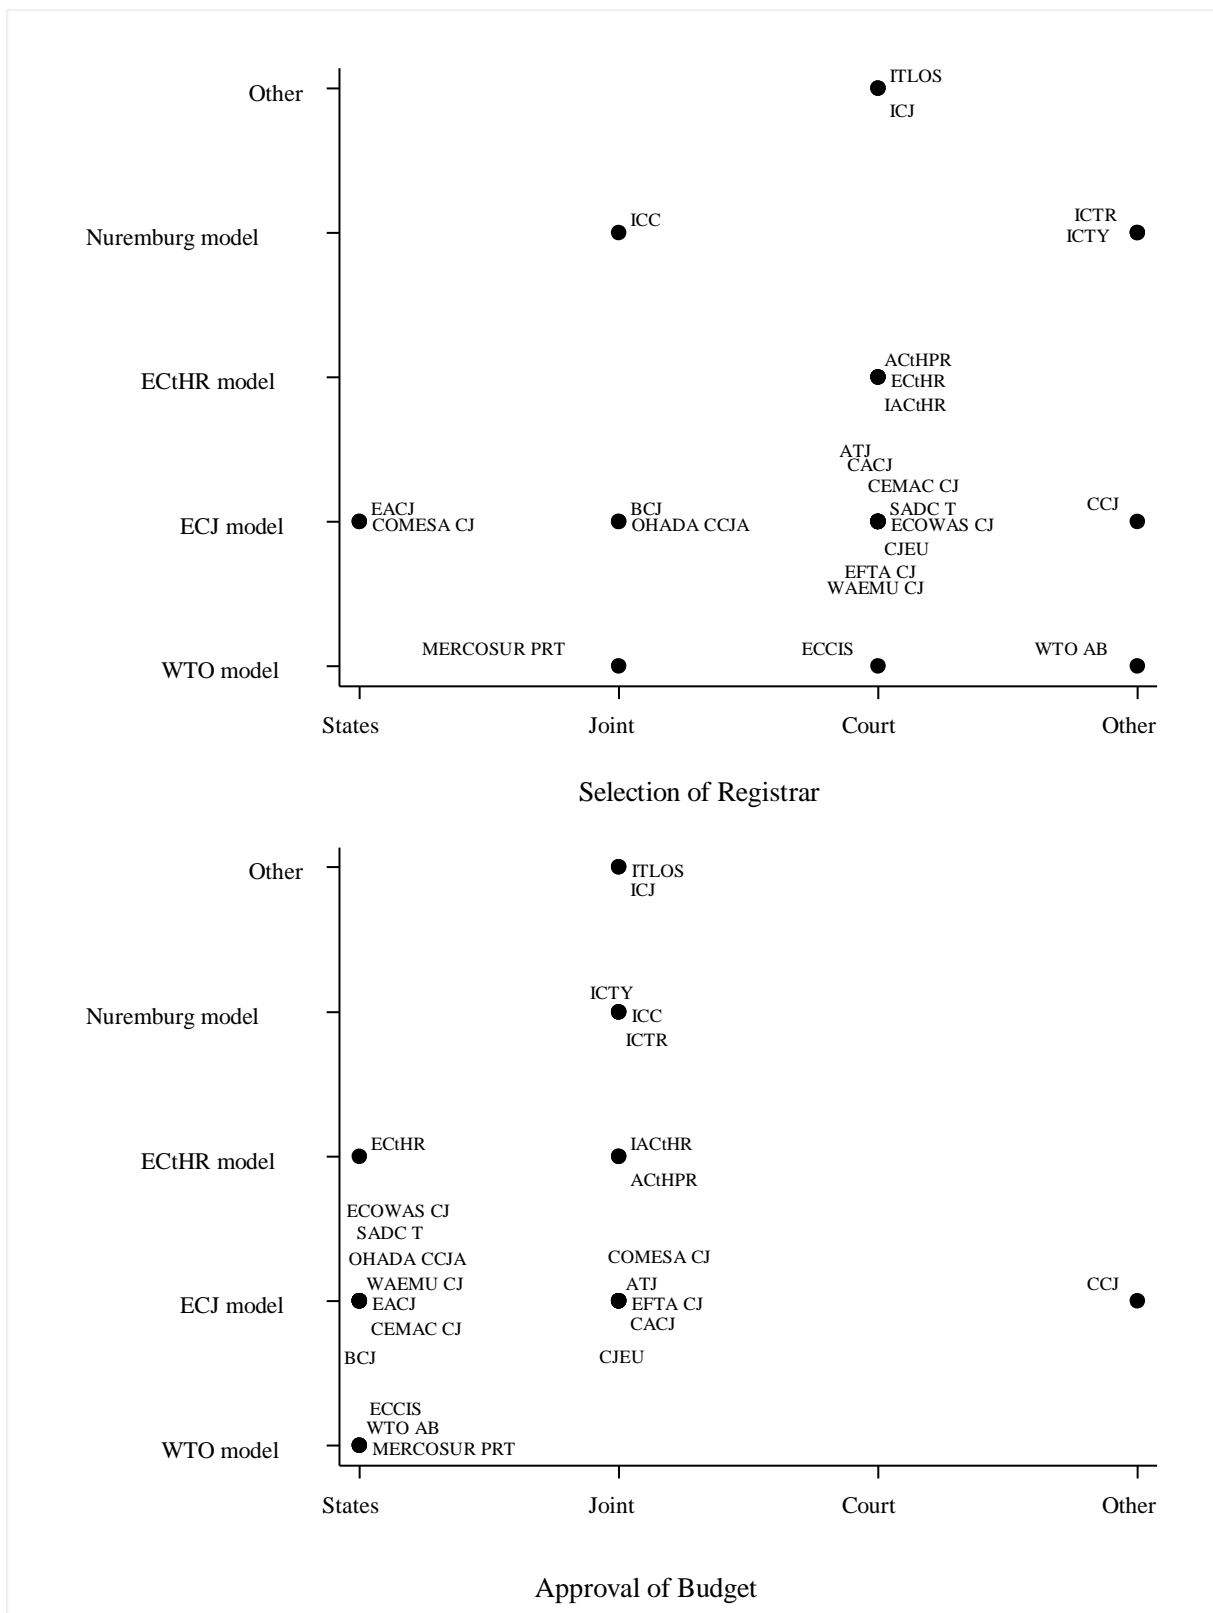 ITLOS
Other
ICJ
ICTR
ICC
Nuremburg model
ICTY
ACtHPR
ECtHR model
ECtHR
IACtHR
ATJ
CACJ
CEMAC CJ
CCJ
EACJ
BCJ
SADC T
ECJ model
COMESA CJ
OHADA CCJA
ECOWAS CJ
CJEU
EFTA CJ
WAEMU CJ
MERCOSUR PRT
ECCIS
WTO AB
WTO model
States
Joint
Court
Other
Selection of Registrar
Other
ITLOS
ICJ
ICTY
Nuremburg model
ICC
ICTR
ECtHR
IACtHR
ECtHR model
ACtHPR
ECOWAS CJ
SADC T
OHADA CCJA
COMESA CJ
WAEMU CJ
ATJ
CCJ
ECJ model
EACJ
EFTA CJ
CEMAC CJ
CACJ
BCJ
CJEU
ECCIS
WTO AB
WTO model
MERCOSUR PRT
States
Joint
Court
Other
Approval of Budget